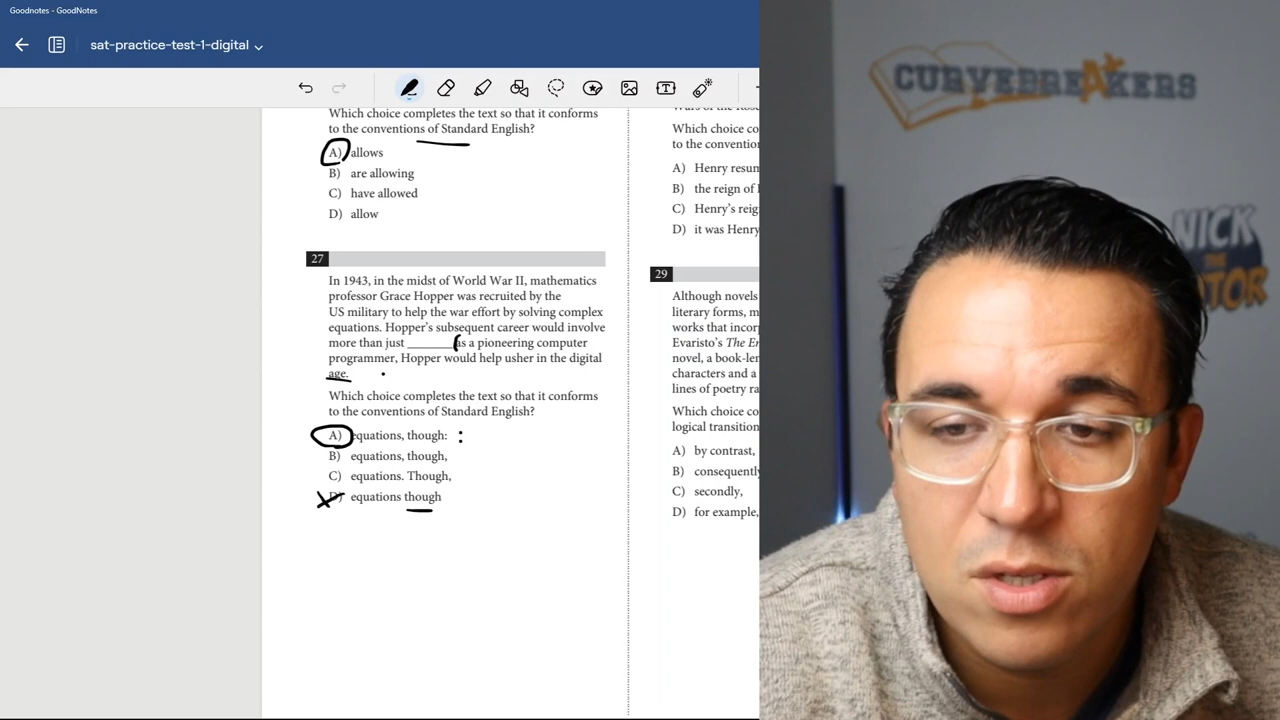 Goodnotes - GoodNotes
sat-practice-test-1-digital
Which choice completes the text so that it conforms
to the conventions of Standard English?
A) allows
B) are allowing
C) have allowed
D) allow
27
In 1943, in the midst of World War II, mathematics
professor Grace Hopper was recruited by the
US military to help the war effort by solving complex
equations. Hopper's subsequent career would involve
more than just ______ as a pioneering computer
programmer, Hopper would help usher in the digital
age.
Which choice completes the text so that it conforms
to the conventions of Standard English?
A) equations, though: :
B) equations, though,
C) equations. Though,
D) equations though
Which choice co
to the convention
A) Henry resum
B) the reign of
C) Henry's reig
D) it was Henry
29
Although novels
literary forms, m
works that incorp
Evaristo's The E
novel, a book-len
characters and a
lines of poetry ra
Which choice co
logical transition
A) by contrast,
B) consequently
C) secondly,
D) for example,
CURVEBREAKERS
NICK
THE